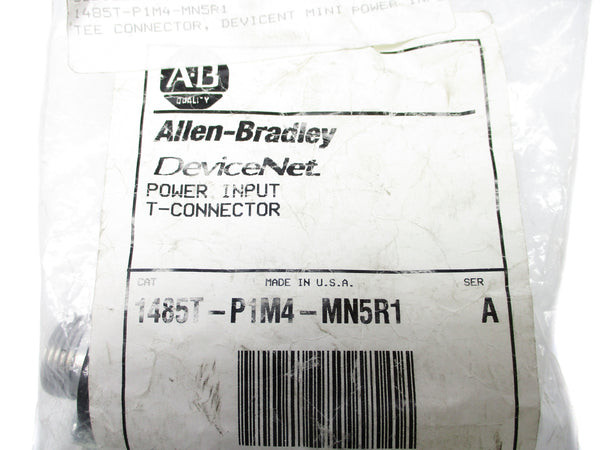 1485T-P1M4-MN5R1
TEE CONNECTOR, DEVICENT MINI POWER
A-B
QUALITY
Allen-Bradley
DeviceNet
POWER INPUT
T-CONNECTOR
CAT MADE IN U.S.A. SER
1485T-P1M4-MN5R1 A